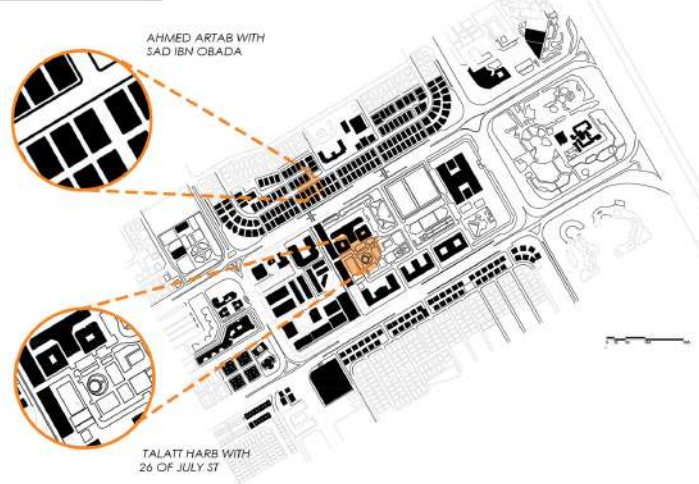 AHMED ARTAB WITH
SAD IBN OBADA
TALATT HARB WITH
26 OF JULY ST